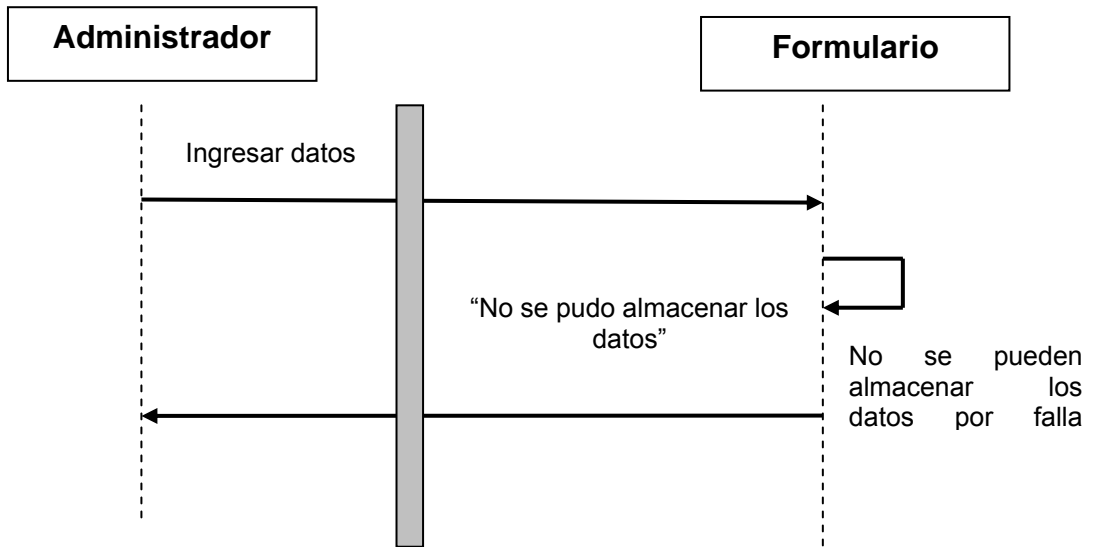 Administrador
Formulario
Ingresar datos
“No se pudo almacenar los
datos”
No se pueden
almacenar los
datos por falla